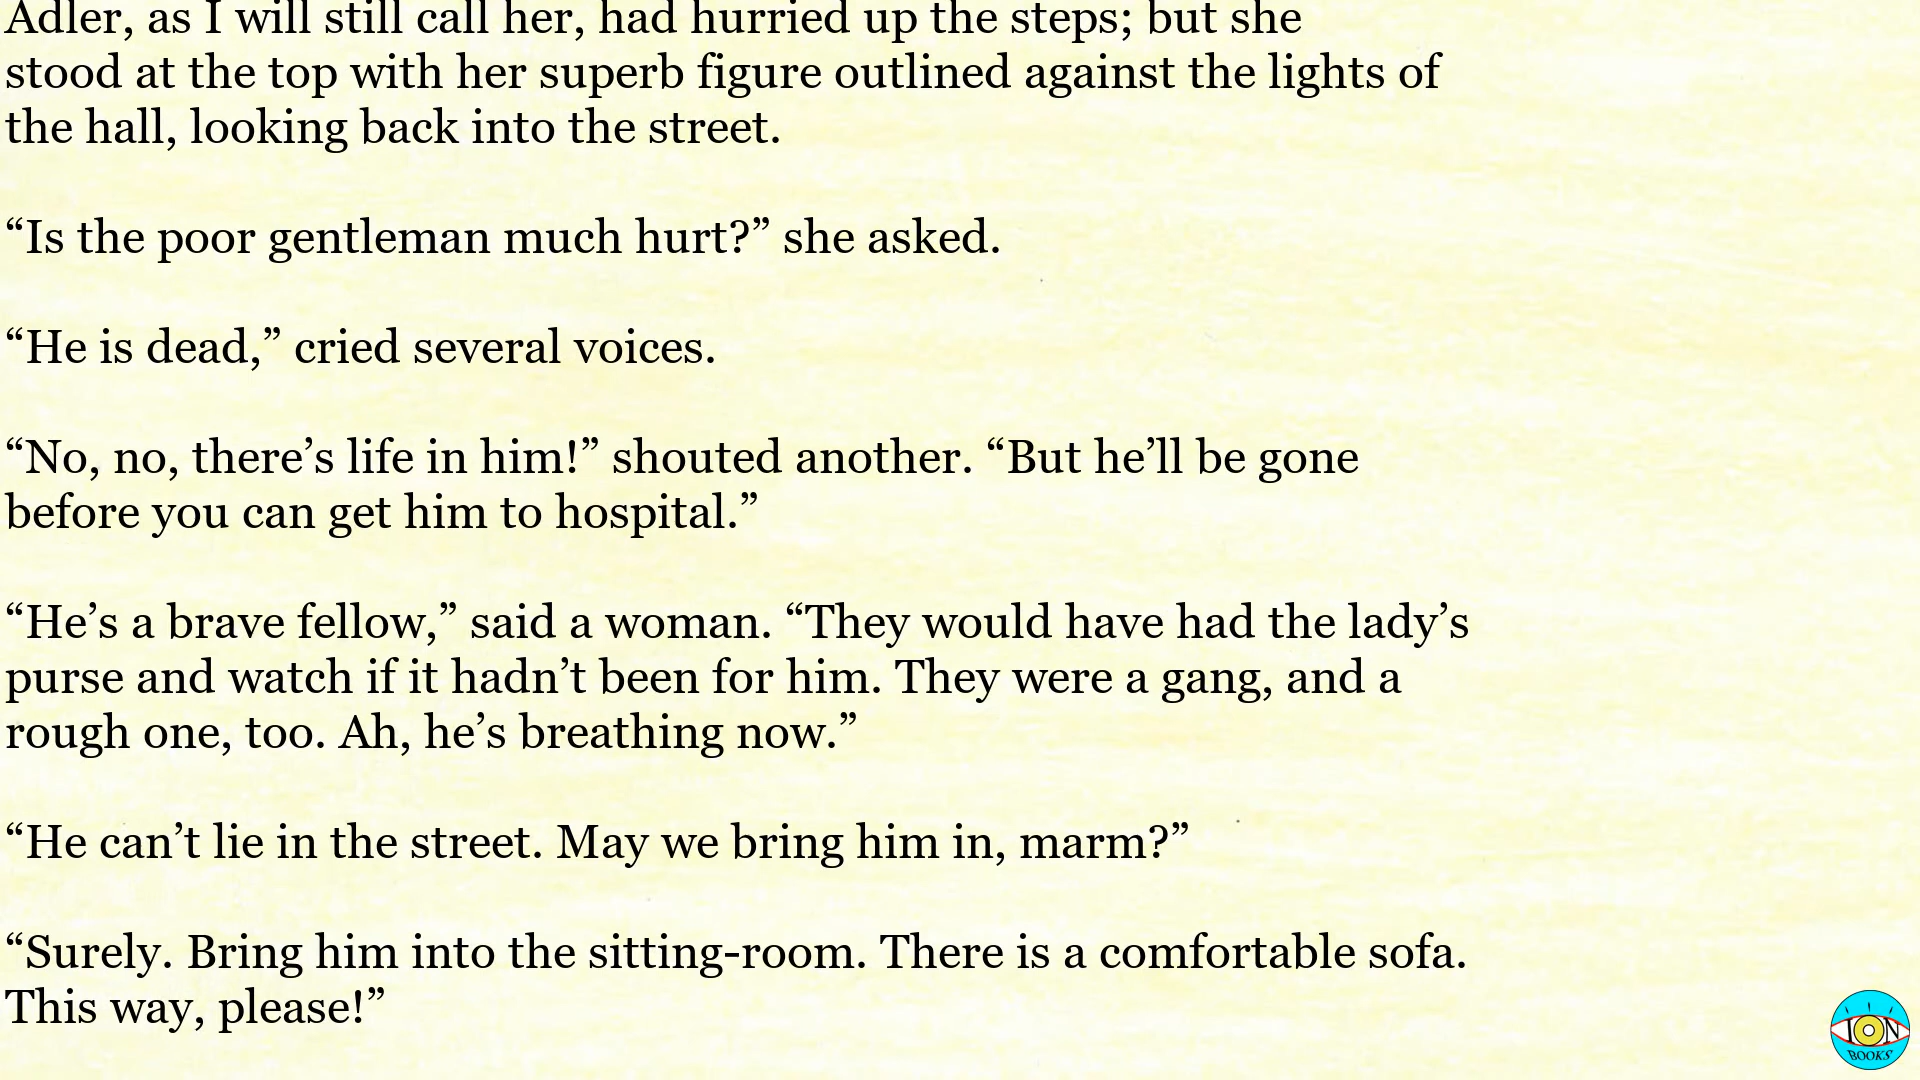 Adler, as I will still call her, had hurried up the steps; but she
stood at the top with her superb figure outlined against the lights of
the hall, looking back into the street.
“Is the poor gentleman much hurt?” she asked.
“He is dead,” cried several voices.
“No, no, there’s life in him!” shouted another. “But he’ll be gone
before you can get him to hospital.”
“He’s a brave fellow,” said a woman. “They would have had the lady’s
purse and watch if it hadn’t been for him. They were a gang, and a
rough one, too. Ah, he’s breathing now.”
“He can’t lie in the street. May we bring him in, marm?”
“Surely. Bring him into the sitting-room. There is a comfortable sofa.
This way, please!”
ION
BOOKS